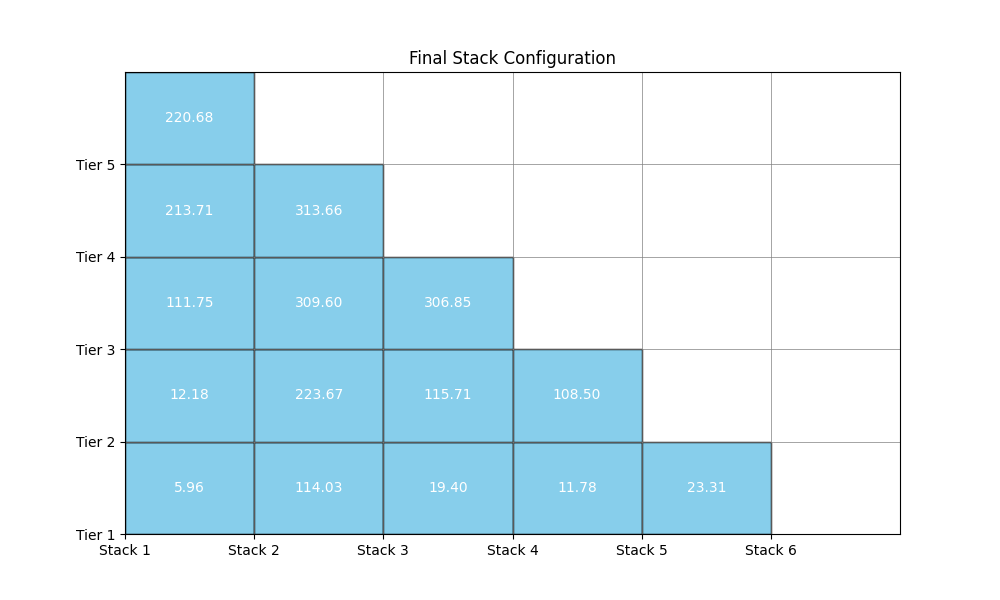 Final Stack Configuration
220.68
Tier 5
213.71 313.66
Tier 4
111.75 309.60 306.85
Tier 3
12.18 223.67 115.71 108.50
Tier 2
5.96 114.03 19.40 11.78 23.31
Tier 1
Stack 1 Stack 2 Stack 3 Stack 4 Stack 5 Stack 6